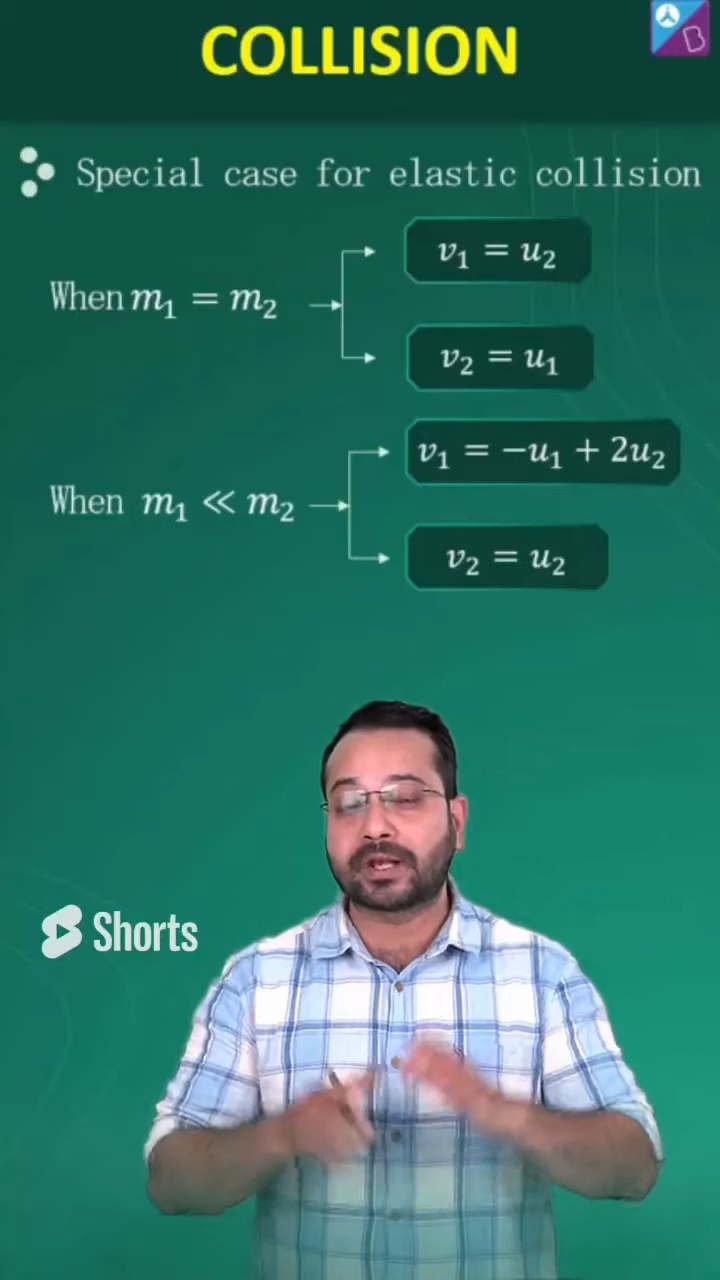 COLLISION
B
Special case for elastic collision
When m₁ = m₂
v₁ = u₂
v₂ = u₁
When m₁ ≪ m₂
v₁ = −u₁ + 2u₂
v₂ = u₂
Shorts